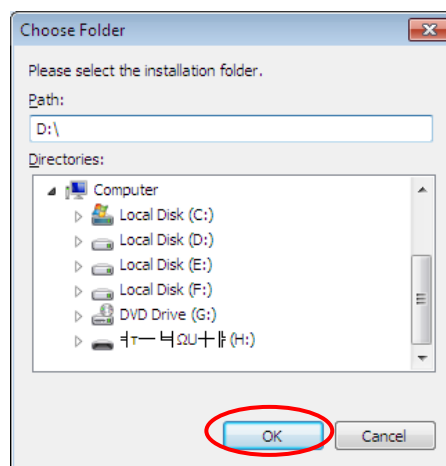 Choose Folder
Please select the installation folder.
Path:
D:\
Directories:
Computer
Local Disk (C:)
Local Disk (D:)
Local Disk (E:)
Local Disk (F:)
DVD Drive (G:)
(H:)
OK
Cancel